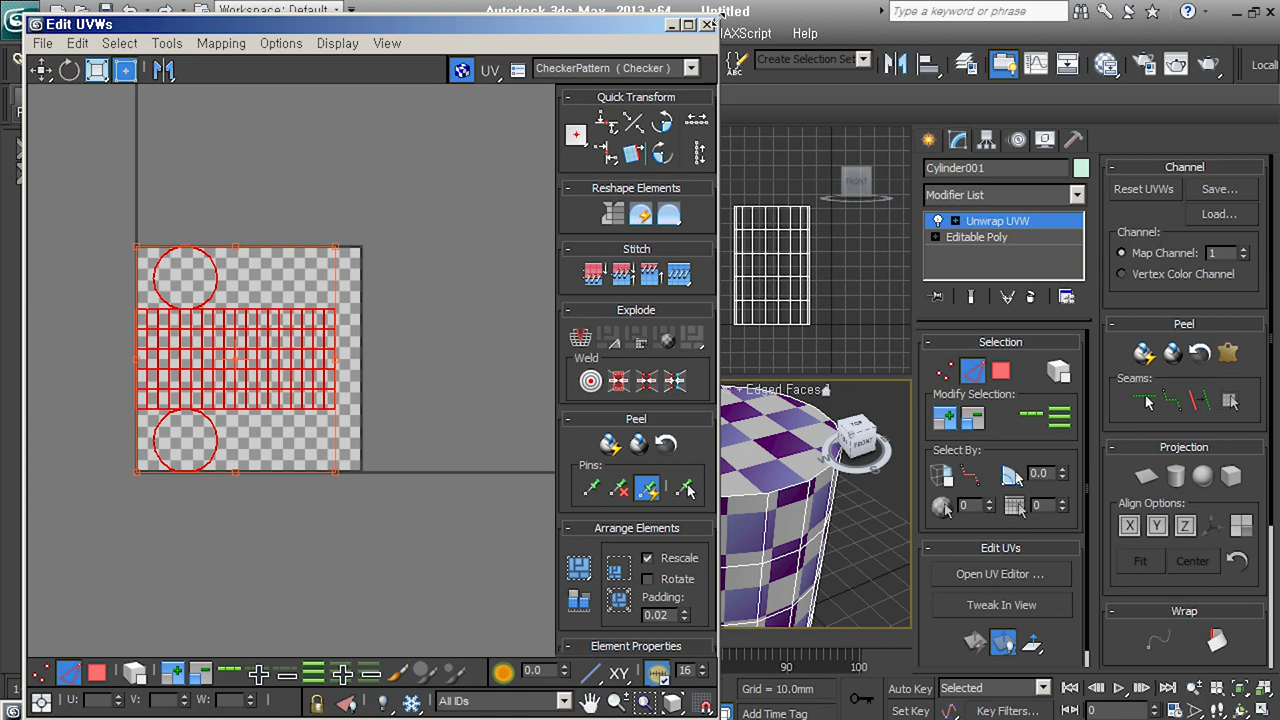 Workspace: Default
Autodesk 3ds Max 2013 x64 Untitled
Type a keyword or phrase
Edit UVWs
MAXScript Help
File Edit Select Tools Mapping Options Display View
Create Selection Set
Local
UV CheckerPattern ( Checker )
Quick Transform
Reshape Elements
Stitch
Explode
Weld
Peel
Pins:
Arrange Elements
Rescale
Rotate
Padding:
0.02
Element Properties
0.0
XY
16
U: V: W:
All IDs
FRONT
Edged Faces
TOP
FRONT
90 100
Grid = 10.0mm
Add Time Tag
Auto Key Selected
Set Key Key Filters...
0
Cylinder001
Modifier List
Unwrap UVW
Editable Poly
Selection
Modify Selection:
Select By:
0.0
0 0
Edit UVs
Open UV Editor ...
Tweak In View
Channel
Reset UVWs Save...
Load...
Channel:
Map Channel: 1
Vertex Color Channel
Peel
Seams:
Projection
Align Options:
X Y Z
Fit Center
Wrap